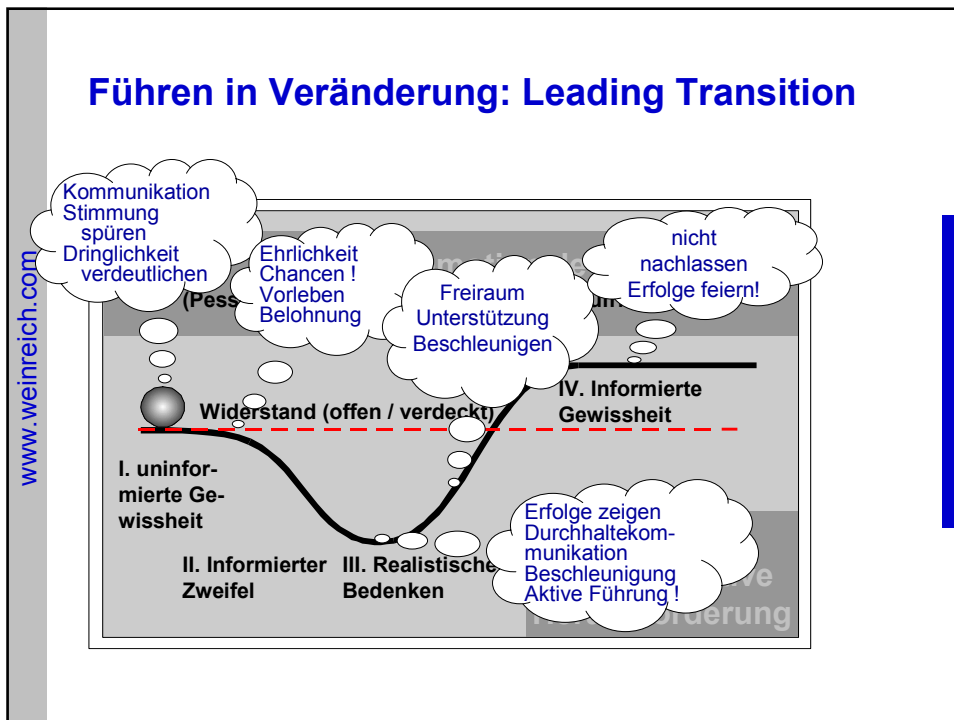 Führen in Veränderung: Leading Transition
www.weinreich.com
Kommunikation
Stimmung
spüren
Dringlichkeit
verdeutlichen
Ehrlichkeit
Chancen !
Vorleben
Belohnung
Freiraum
Unterstützung
Beschleunigen
nicht
nachlassen
Erfolge feiern!
Widerstand (offen / verdeckt)
IV. Informierte
Gewissheit
I. uninfor-
mierte Ge-
wissheit
II. Informierter
Zweifel
III. Realistische
Bedenken
Erfolge zeigen
Durchhaltekom-
munikation
Beschleunigung
Aktive Führung !